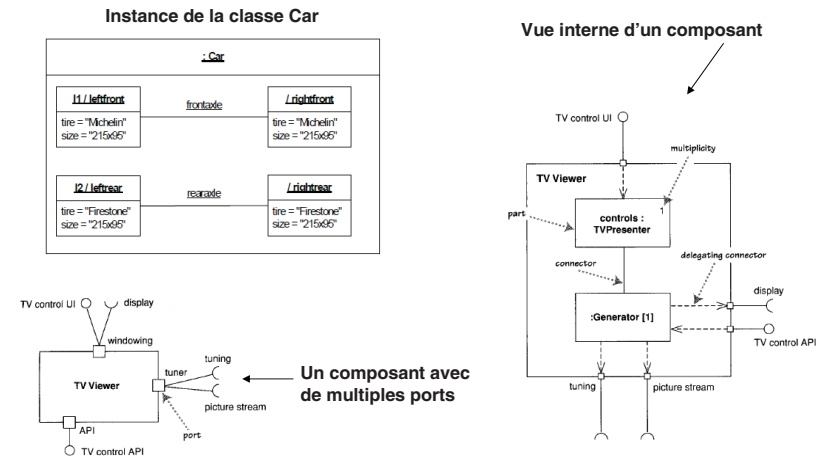 Instance de la classe Car
: Car
l1 / leftfront
tire = "Michelin"
size = "215x95"
frontaxle
/ rightfront
tire = "Michelin"
size = "215x95"
l2 / leftrear
tire = "Firestone"
size = "215x95"
rearaxle
/ rightrear
tire = "Firestone"
size = "215x95"
TV control UI
display
windowing
TV Viewer
tuner
tuning
picture stream
port
API
TV control API
Un composant avec
de multiples ports
Vue interne d'un composant
TV control UI
multiplicity
TV Viewer
part
controls :
TVPresenter
1
connector
delegating connector
:Generator [1]
display
TV control API
tuning
picture stream